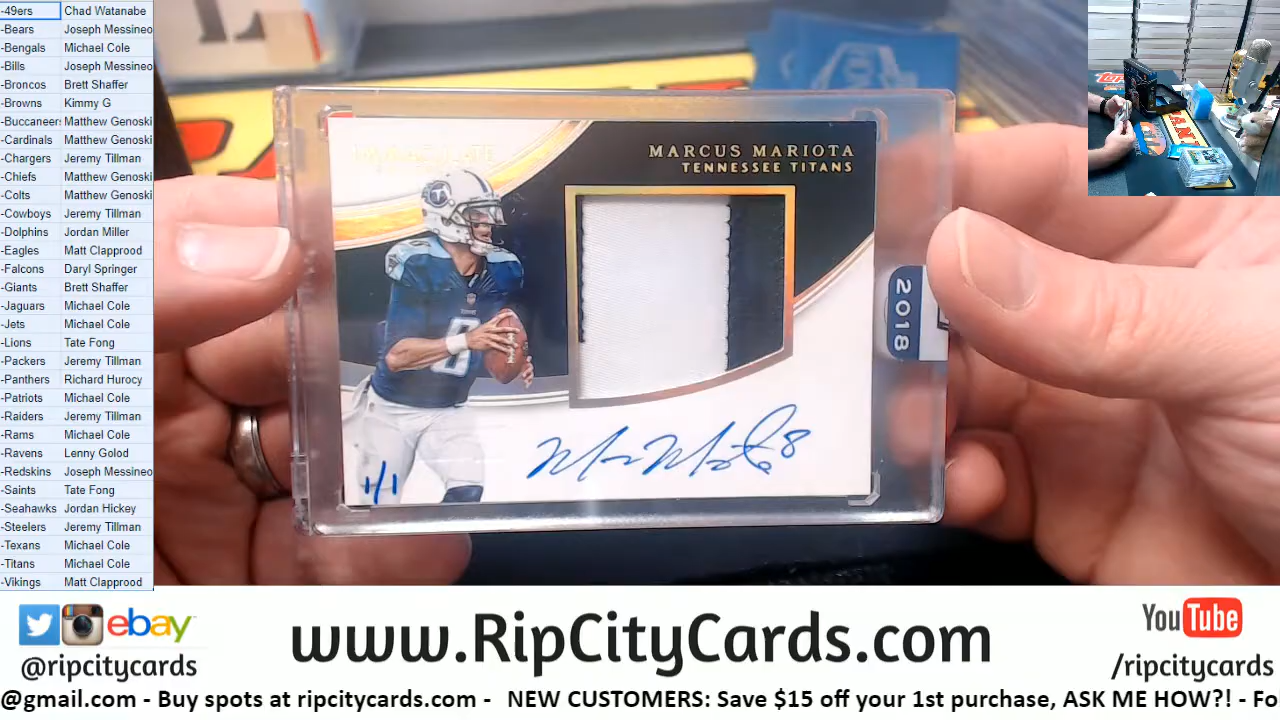 -49ers Chad Watanabe
-Bears Joseph Messineo
-Bengals Michael Cole
-Bills Joseph Messineo
-Broncos Brett Shaffer
-Browns Kimmy G
-Buccaneers Matthew Genoski
-Cardinals Matthew Genoski
-Chargers Jeremy Tillman
-Chiefs Matthew Genoski
-Colts Matthew Genoski
-Cowboys Jeremy Tillman
-Dolphins Jordan Miller
-Eagles Matt Clapprood
-Falcons Daryl Springer
-Giants Brett Shaffer
-Jaguars Michael Cole
-Jets Michael Cole
-Lions Tate Fong
-Packers Jeremy Tillman
-Panthers Richard Hurocy
-Patriots Michael Cole
-Raiders Jeremy Tillman
-Rams Michael Cole
-Ravens Lenny Golod
-Redskins Joseph Messineo
-Saints Tate Fong
-Seahawks Jordan Hickey
-Steelers Jeremy Tillman
-Texans Michael Cole
-Titans Michael Cole
-Vikings Matt Clapprood
IMMACULATE
MARCUS MARIOTA
TENNESSEE TITANS
8
2018
1/1
8
ebay
@ripcitycards
www.RipCityCards.com
YouTube
/ripcitycards
@gmail.com - Buy spots at ripcitycards.com - NEW CUSTOMERS: Save $15 off your 1st purchase, ASK ME HOW?! - Fo